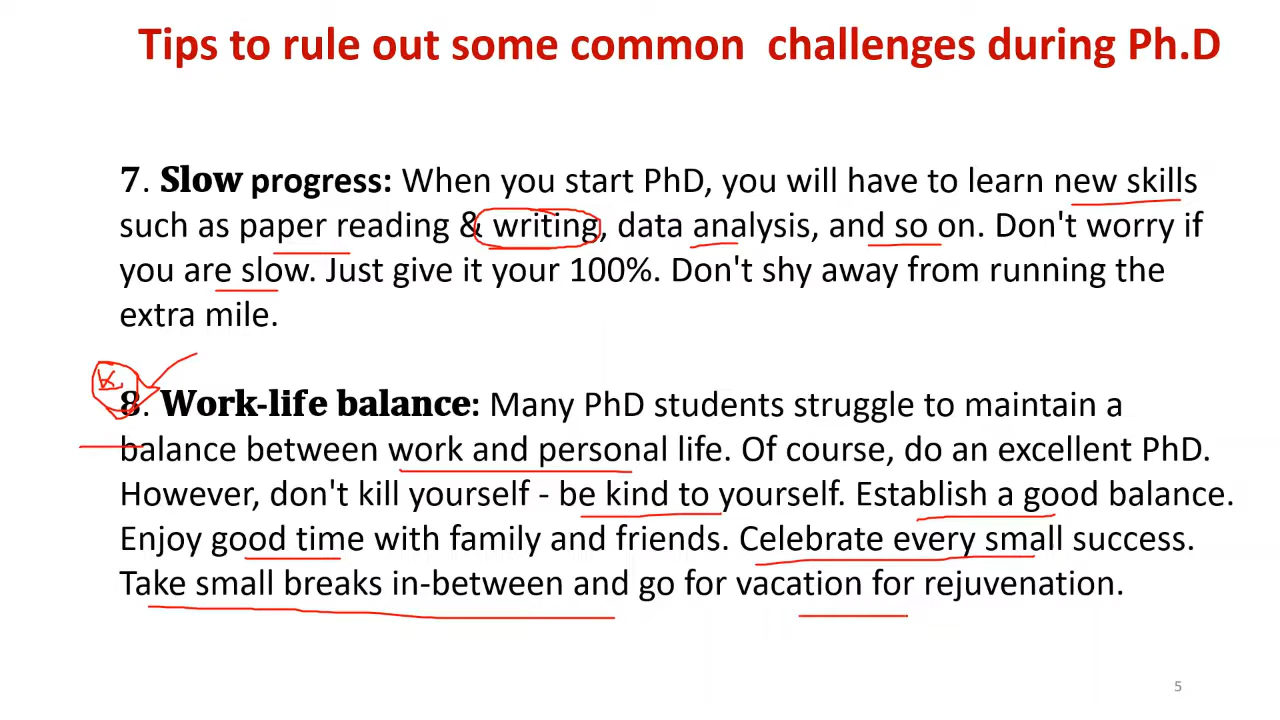 Tips to rule out some common challenges during Ph.D
7. Slow progress: When you start PhD, you will have to learn new skills
such as paper reading & writing, data analysis, and so on. Don't worry if
you are slow. Just give it your 100%. Don't shy away from running the
extra mile.
8. Work-life balance: Many PhD students struggle to maintain a
balance between work and personal life. Of course, do an excellent PhD.
However, don't kill yourself - be kind to yourself. Establish a good balance.
Enjoy good time with family and friends. Celebrate every small success.
Take small breaks in-between and go for vacation for rejuvenation.
5